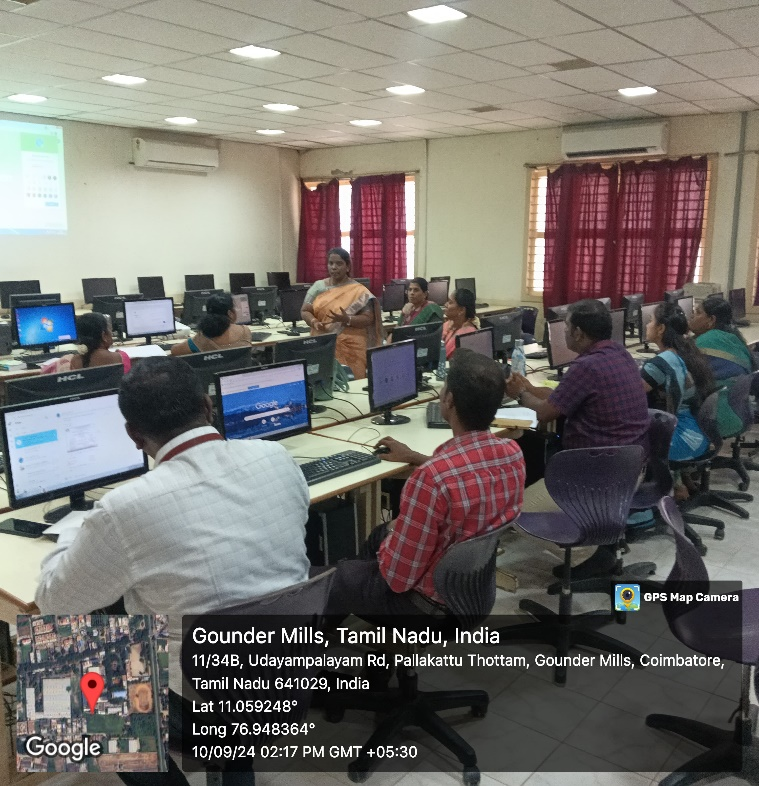 HCL
HCL
HCL
Google
GPS Map Camera
Gounder Mills, Tamil Nadu, India
11/34B, Udayampalayam Rd, Pallakattu Thottam, Gounder Mills, Coimbatore,
Tamil Nadu 641029, India
Lat 11.059248°
Long 76.948364°
10/09/24 02:17 PM GMT +05:30
Google